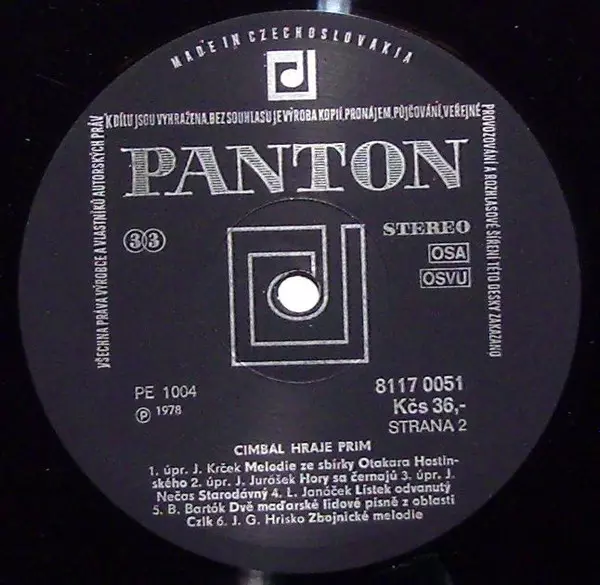 MADE IN CZECHOSLOVAKIA
VŠECHNA PRÁVA VÝROBCE A VLASTNÍKŮ AUTORSKÝCH PRÁV
K DÍLU JSOU VYHRAŽENA, BEZ SOUHLASU JE VÝROBA KOPIÍ, PRONÁJEM, PŮJČOVÁNÍ, VEŘEJNÉ
PROVOZOVÁNÍ A ROZHLASOVÉ ŠÍŘENÍ TÉTO DESKY ZAKÁZÁNO
PANTON
33
STEREO
OSA
OSVU
PE 1004
Ⓟ 1978
8117 0051
Kčs 36,-
STRANA 2
CIMBÁL HRAJE PRIM
1. úpr. J. Krček Melodie ze sbírky Otakara Hostin-
ského 2. úpr. J. Jurášek Hory sa černajú 3. úpr. J.
Nečas Starodávný 4. L. Janáček Lístek odvanutý
5. B. Bartók Dvě maďarské lidové písně z oblasti
Czik 6. J. G. Hrisko Zbojnické melodie